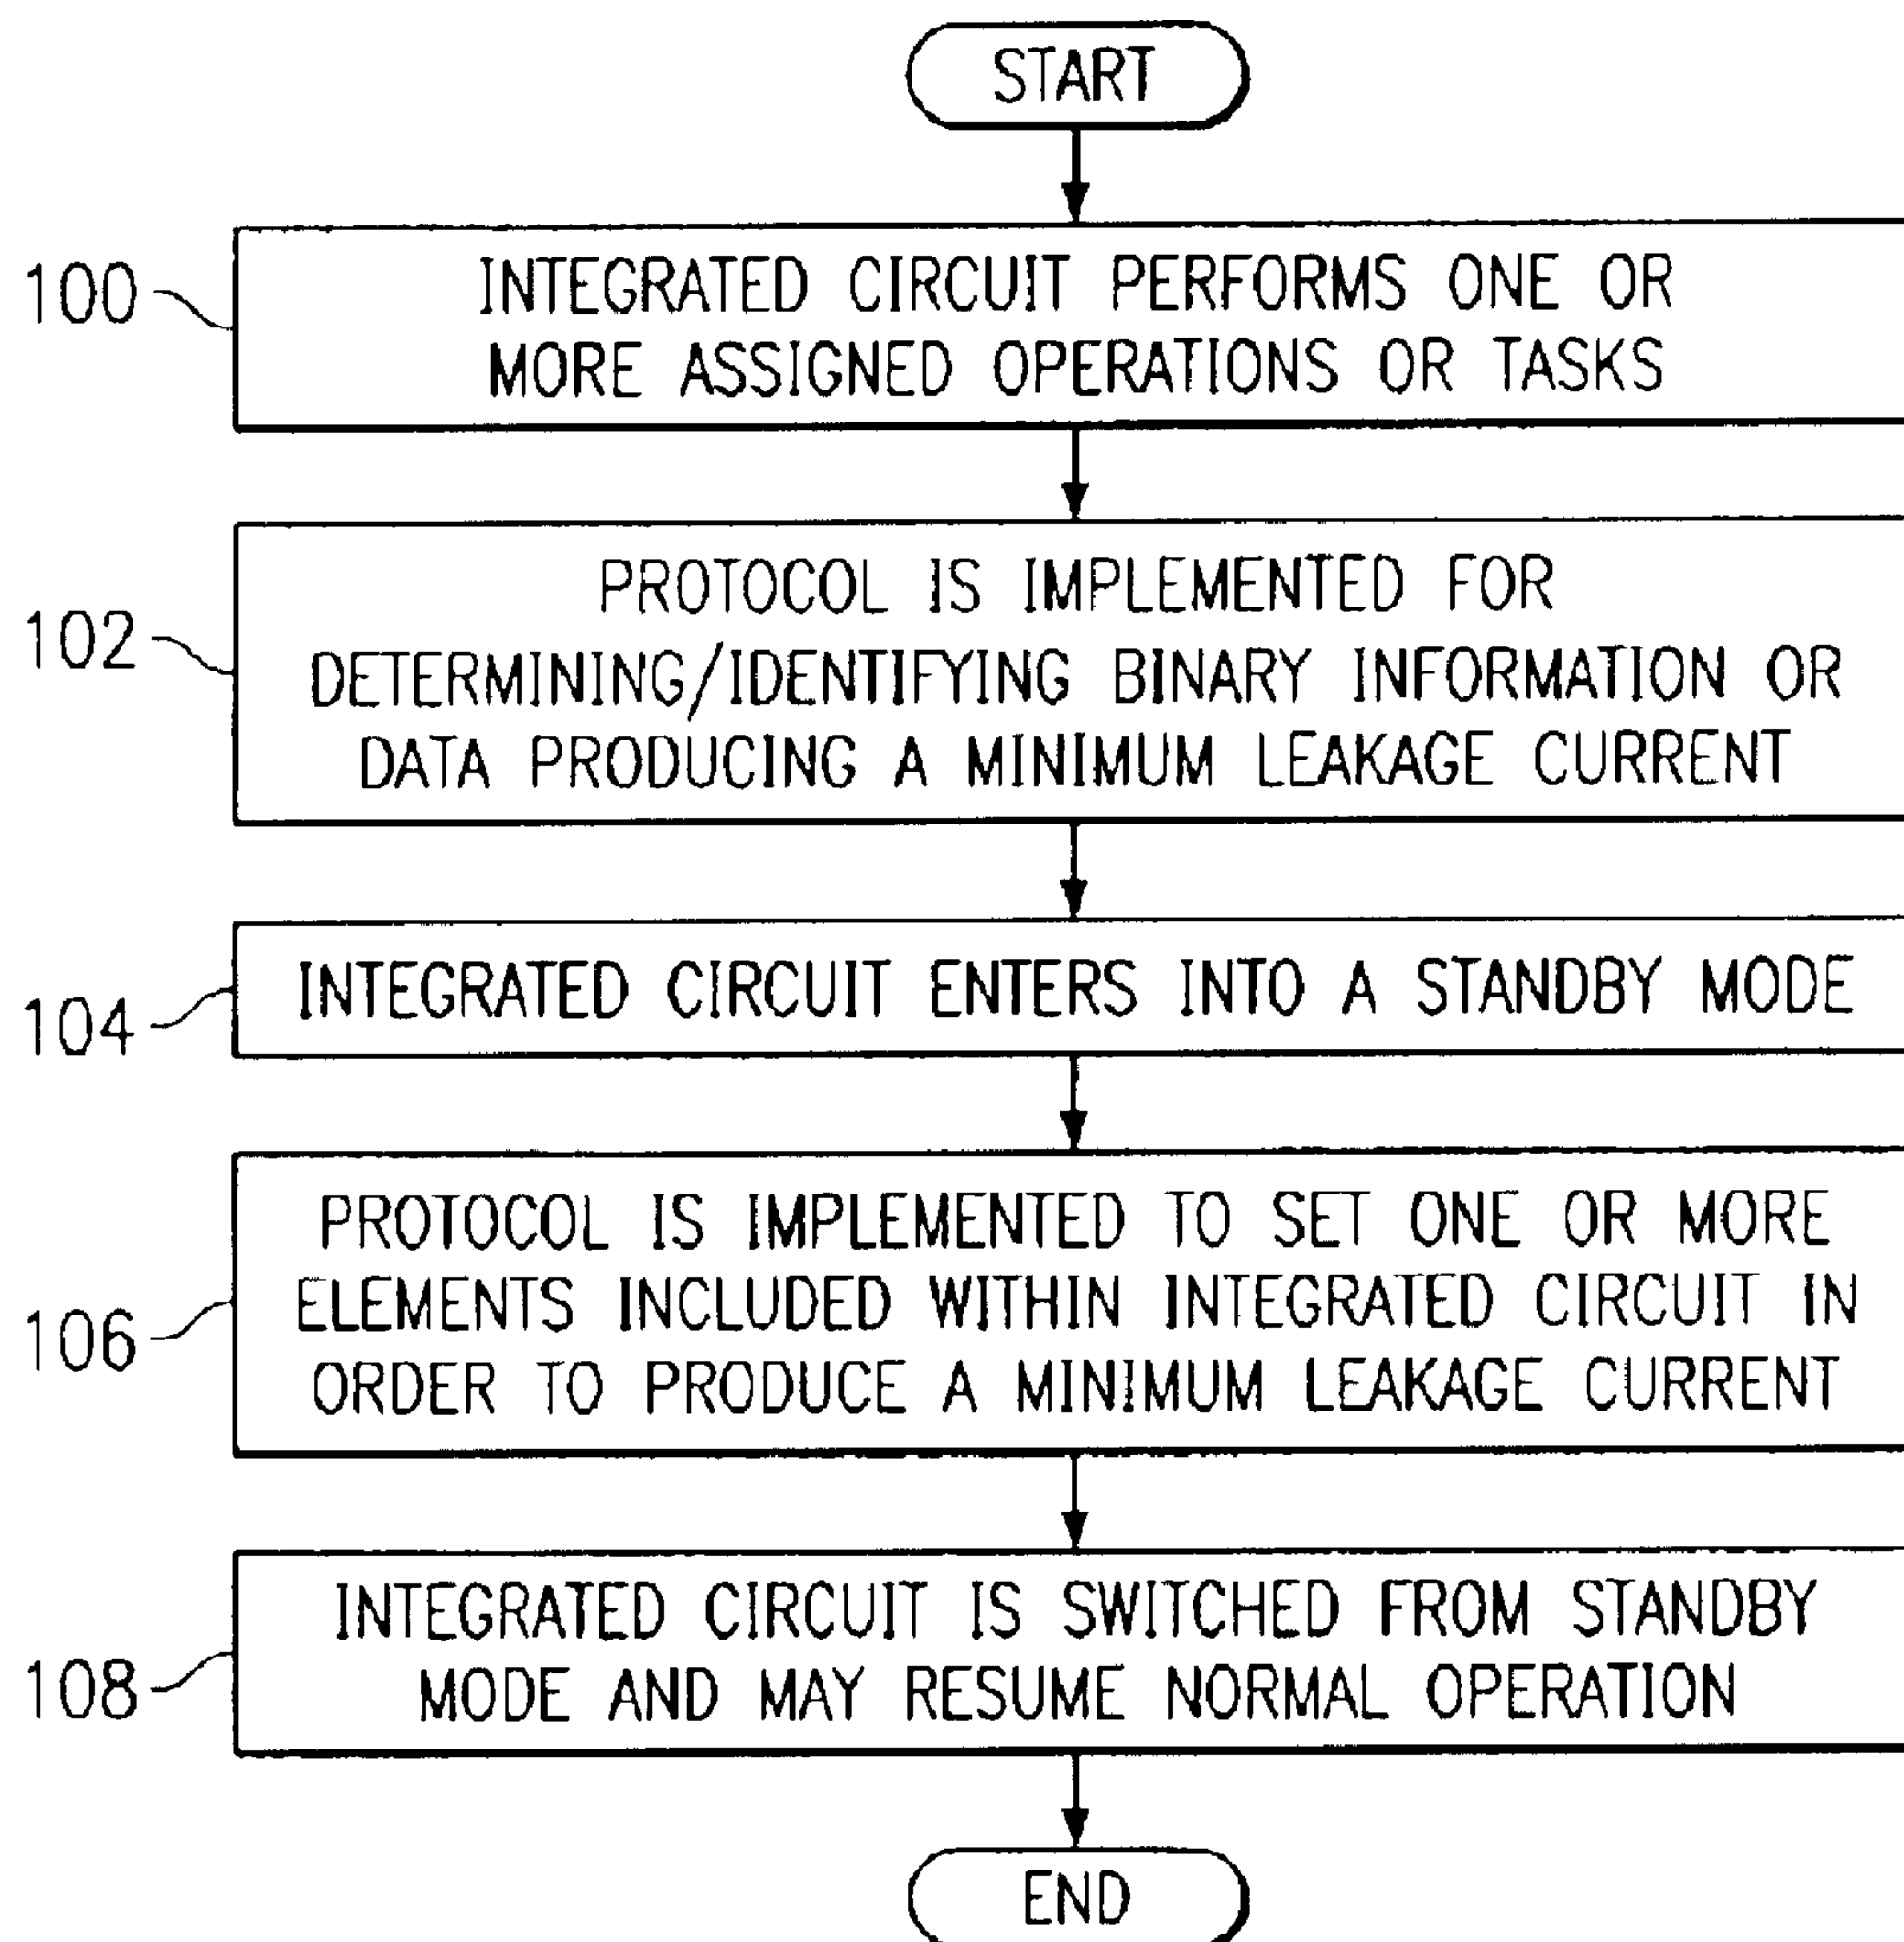 START
100
INTEGRATED CIRCUIT PERFORMS ONE OR
MORE ASSIGNED OPERATIONS OR TASKS
102
PROTOCOL IS IMPLEMENTED FOR
DETERMINING/IDENTIFYING BINARY INFORMATION OR
DATA PRODUCING A MINIMUM LEAKAGE CURRENT
104
INTEGRATED CIRCUIT ENTERS INTO A STANDBY MODE
106
PROTOCOL IS IMPLEMENTED TO SET ONE OR MORE
ELEMENTS INCLUDED WITHIN INTEGRATED CIRCUIT IN
ORDER TO PRODUCE A MINIMUM LEAKAGE CURRENT
108
INTEGRATED CIRCUIT IS SWITCHED FROM STANDBY
MODE AND MAY RESUME NORMAL OPERATION
END